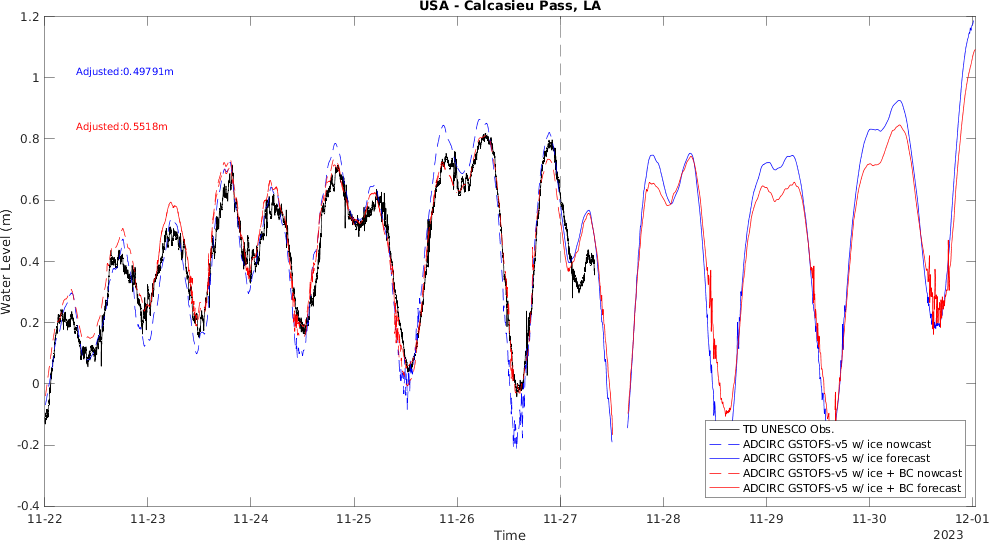 USA - Calcasieu Pass, LA
1.2
1
0.8
0.6
0.4
0.2
0
-0.2
-0.4
Water Level (m)
Adjusted:0.49791m
Adjusted:0.5518m
TD UNESCO Obs.
ADCIRC GSTOFS-v5 w/ ice nowcast
ADCIRC GSTOFS-v5 w/ ice forecast
ADCIRC GSTOFS-v5 w/ ice + BC nowcast
ADCIRC GSTOFS-v5 w/ ice + BC forecast
11-22 11-23 11-24 11-25 11-26 11-27 11-28 11-29 11-30 12-01
Time
2023